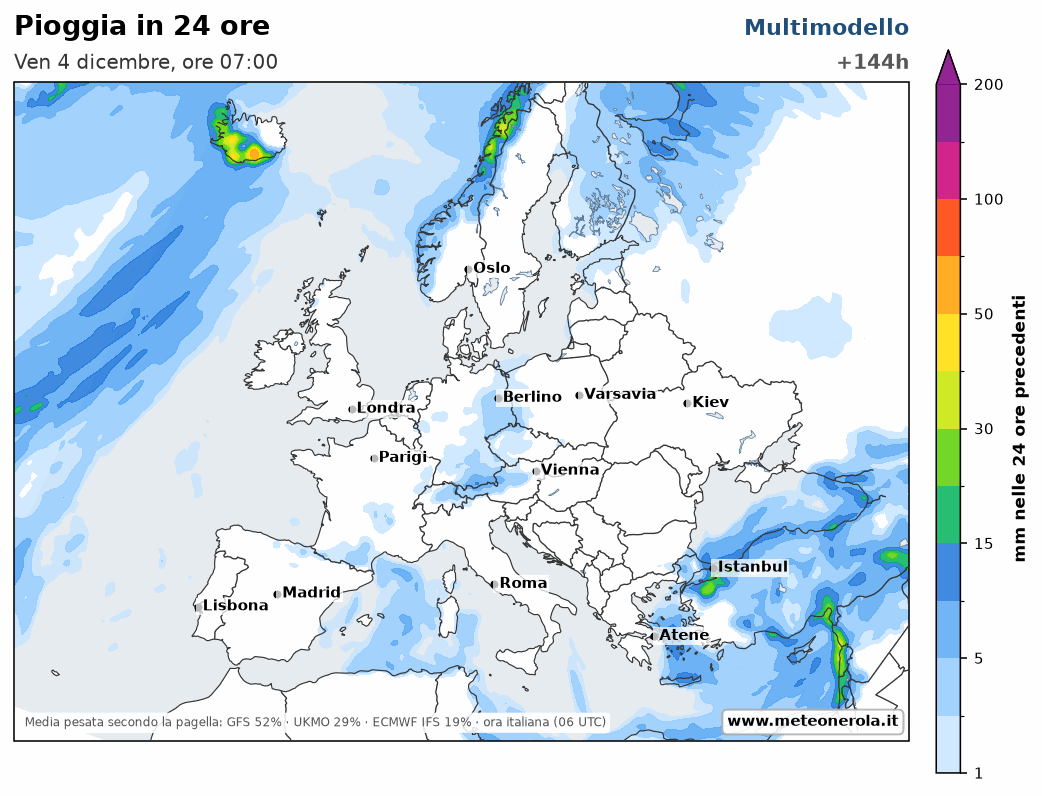 Pioggia in 24 ore
Multimodello
Ven 4 dicembre, ore 07:00
+144h
200
100
50
30
15
5
1
mm nelle 24 ore precedenti
Oslo
Berlino
Varsavia
Kiev
Londra
Parigi
Vienna
Istanbul
Roma
Madrid
Lisbona
Atene
Media pesata secondo la pagella: GFS 52% · UKMO 29% · ECMWF IFS 19% · ora italiana (06 UTC)
www.meteonerola.it